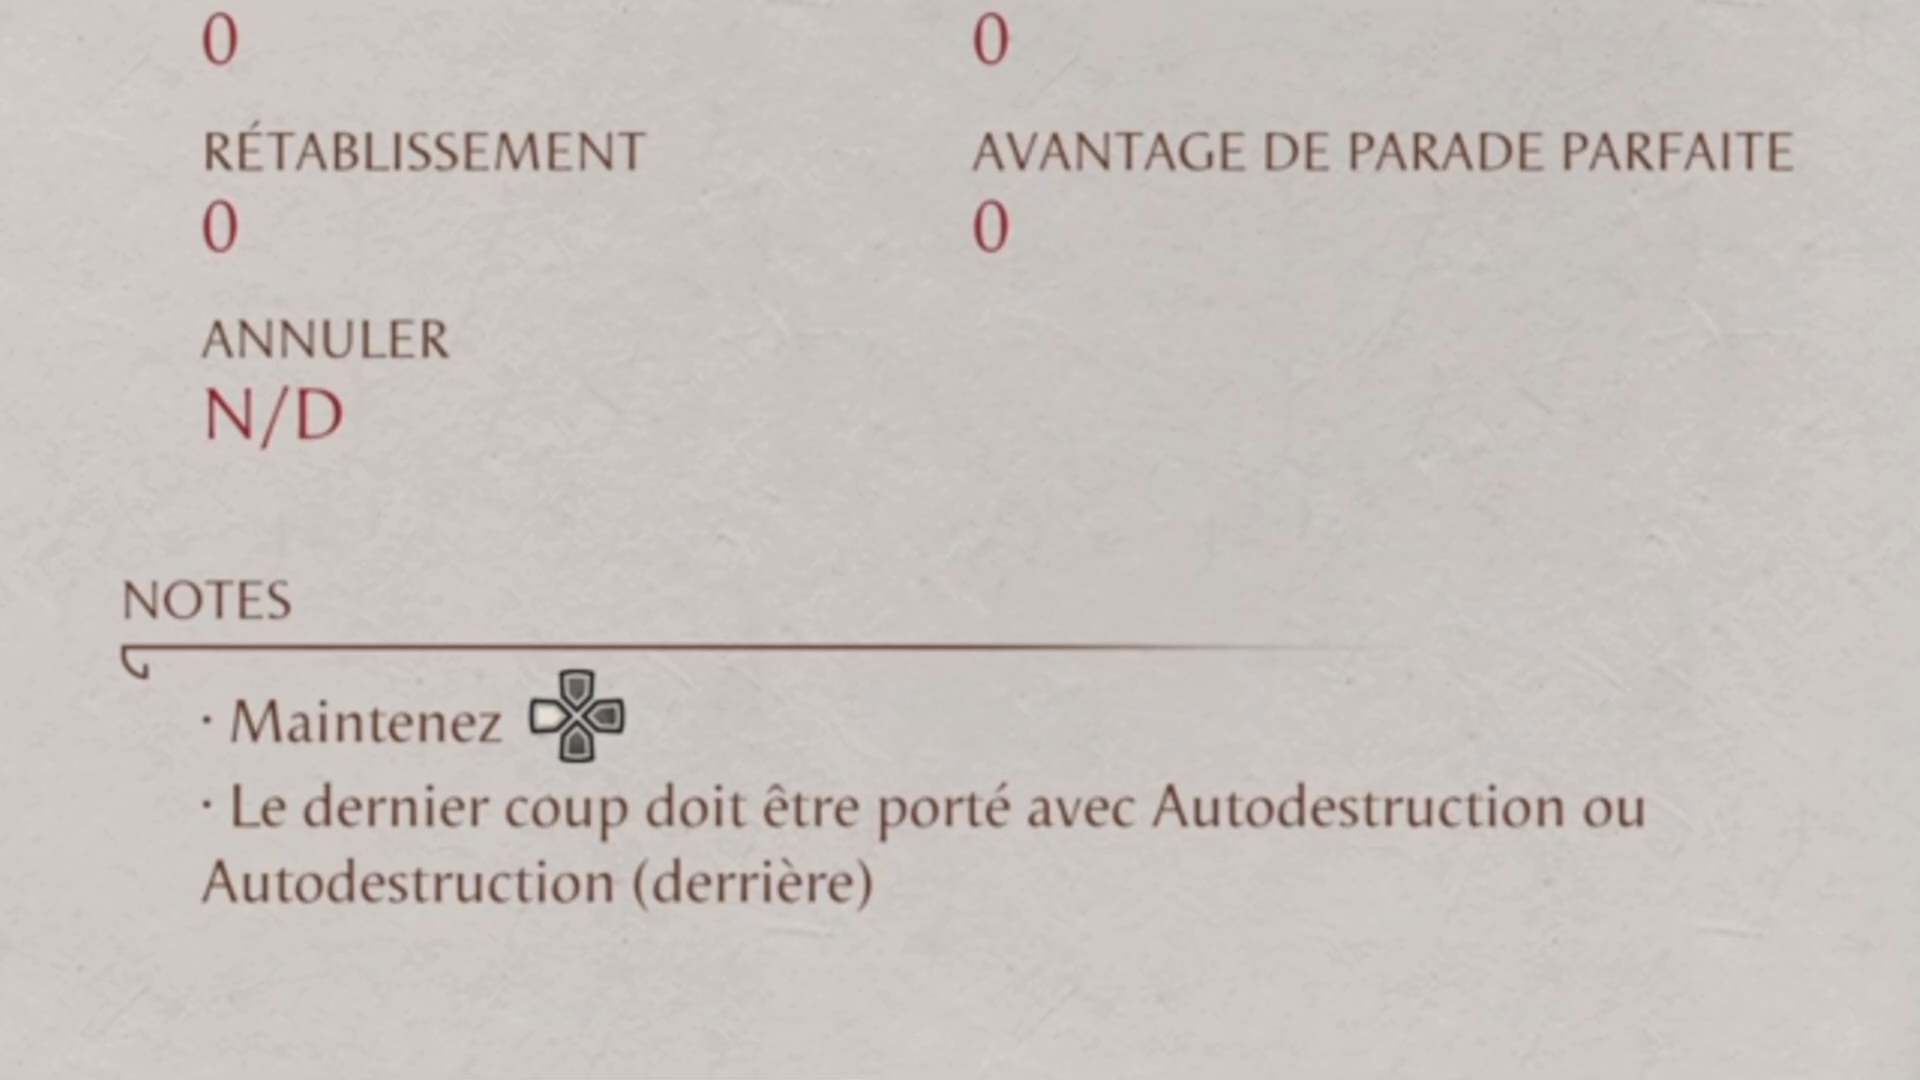 0 0
RÉTABLISSEMENT AVANTAGE DE PARADE PARFAITE
0 0
ANNULER
N/D
NOTES
· Maintenez
· Le dernier coup doit être porté avec Autodestruction ou
Autodestruction (derrière)